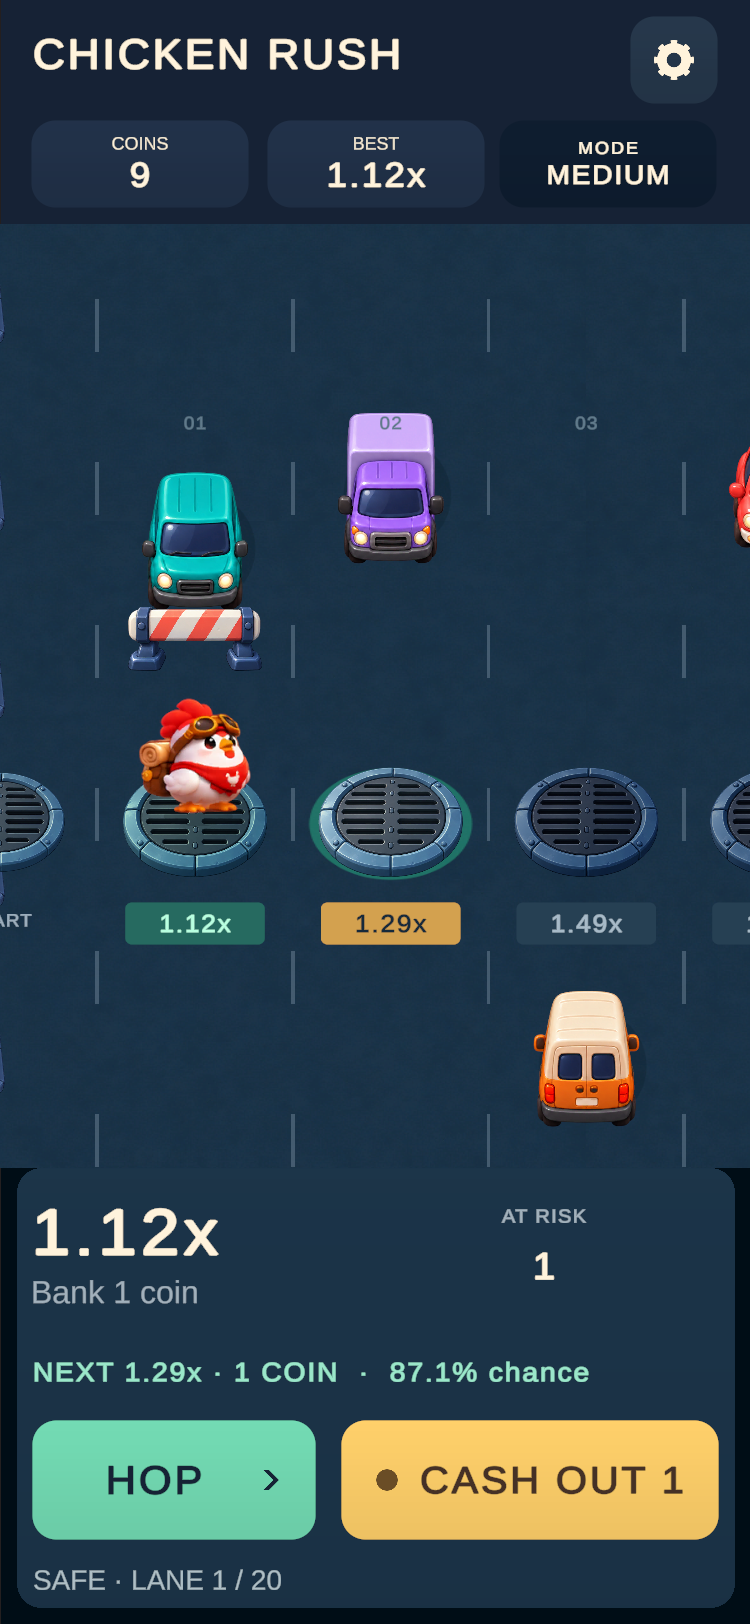 CHICKEN RUSH
COINS
9
BEST
1.12x
MODE
MEDIUM
01
02
03
ART
1.12x
1.29x
1.49x
1.12x
Bank 1 coin
AT RISK
1
NEXT 1.29x · 1 COIN · 87.1% chance
HOP
CASH OUT 1
SAFE · LANE 1 / 20